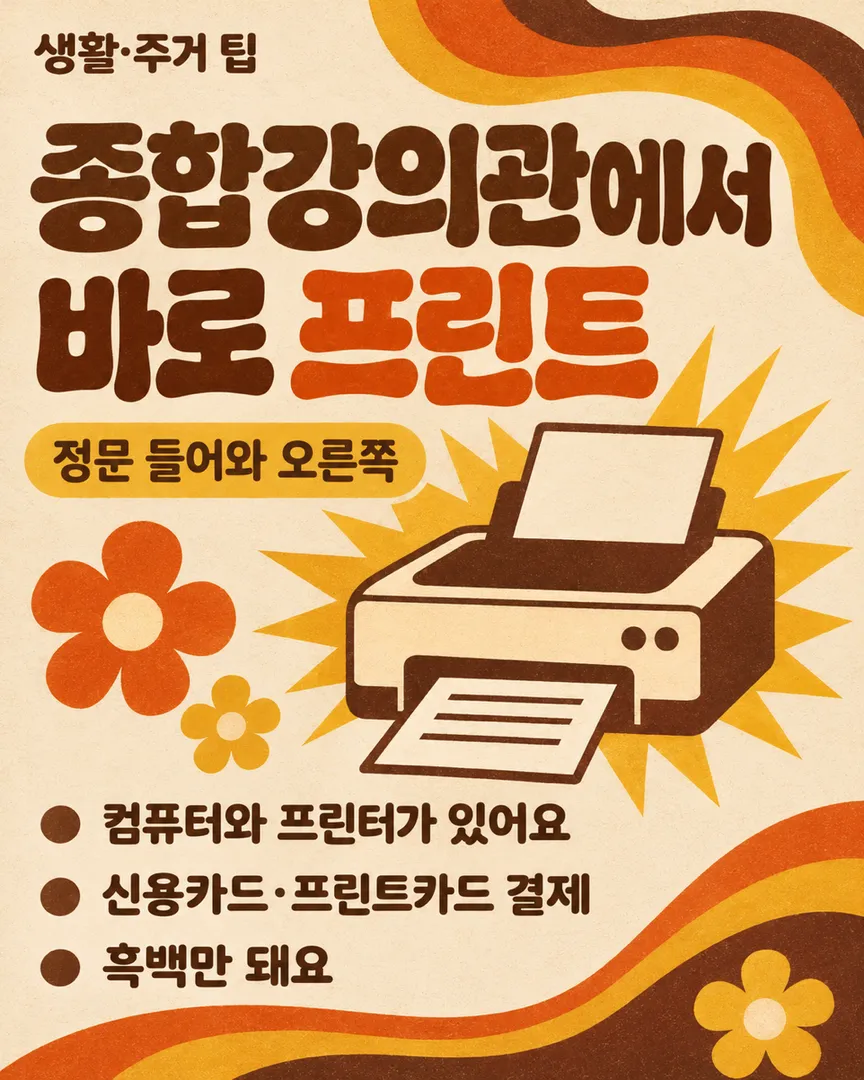 생활·주거 팁
종합강의관에서
바로 프린트
정문 들어와 오른쪽
컴퓨터와 프린터가 있어요
신용카드·프린트카드 결제
흑백만 돼요